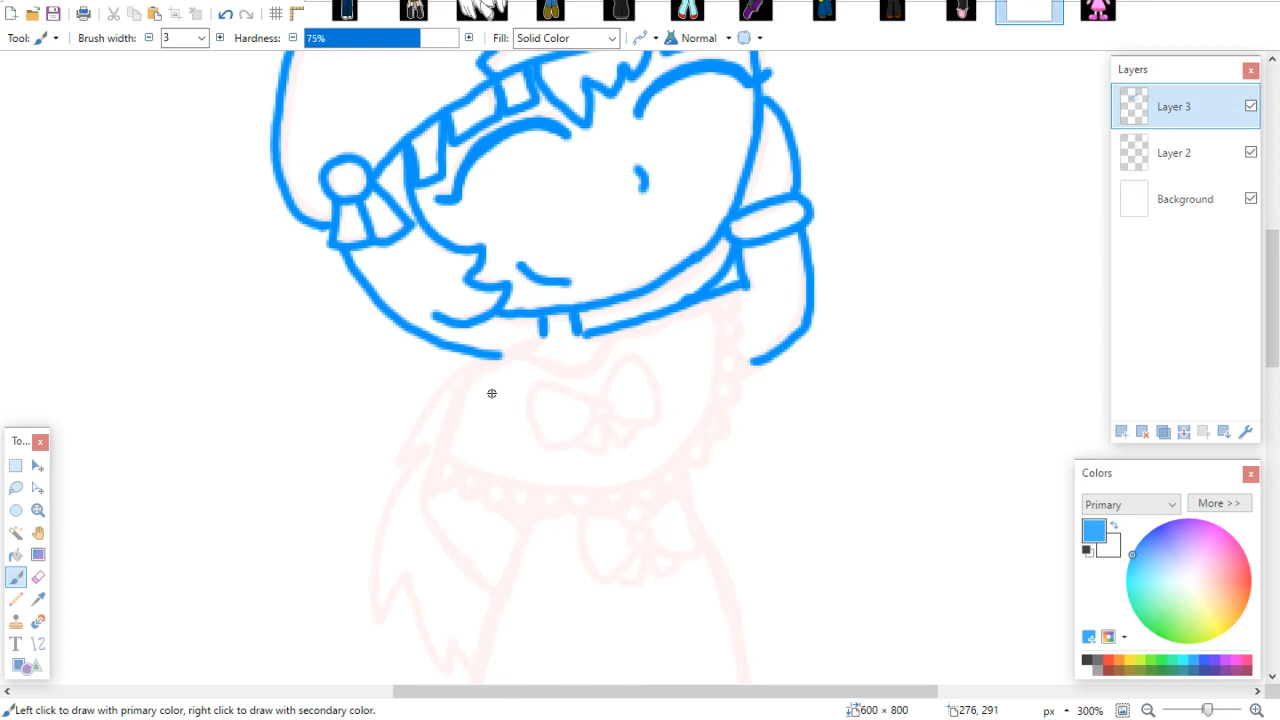 Tool:
Brush width:
3
Hardness:
75%
Fill:
Solid Color
Normal
Layers
Layer 3
Layer 2
Background
To...
T
Colors
Primary
More >>
Left click to draw with primary color, right click to draw with secondary color.
600 × 800
276, 291
px
300%